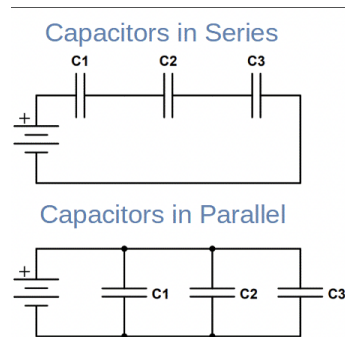 Capacitors in Series
C1 C2 C3
+
Capacitors in Parallel
+
C1 C2 C3